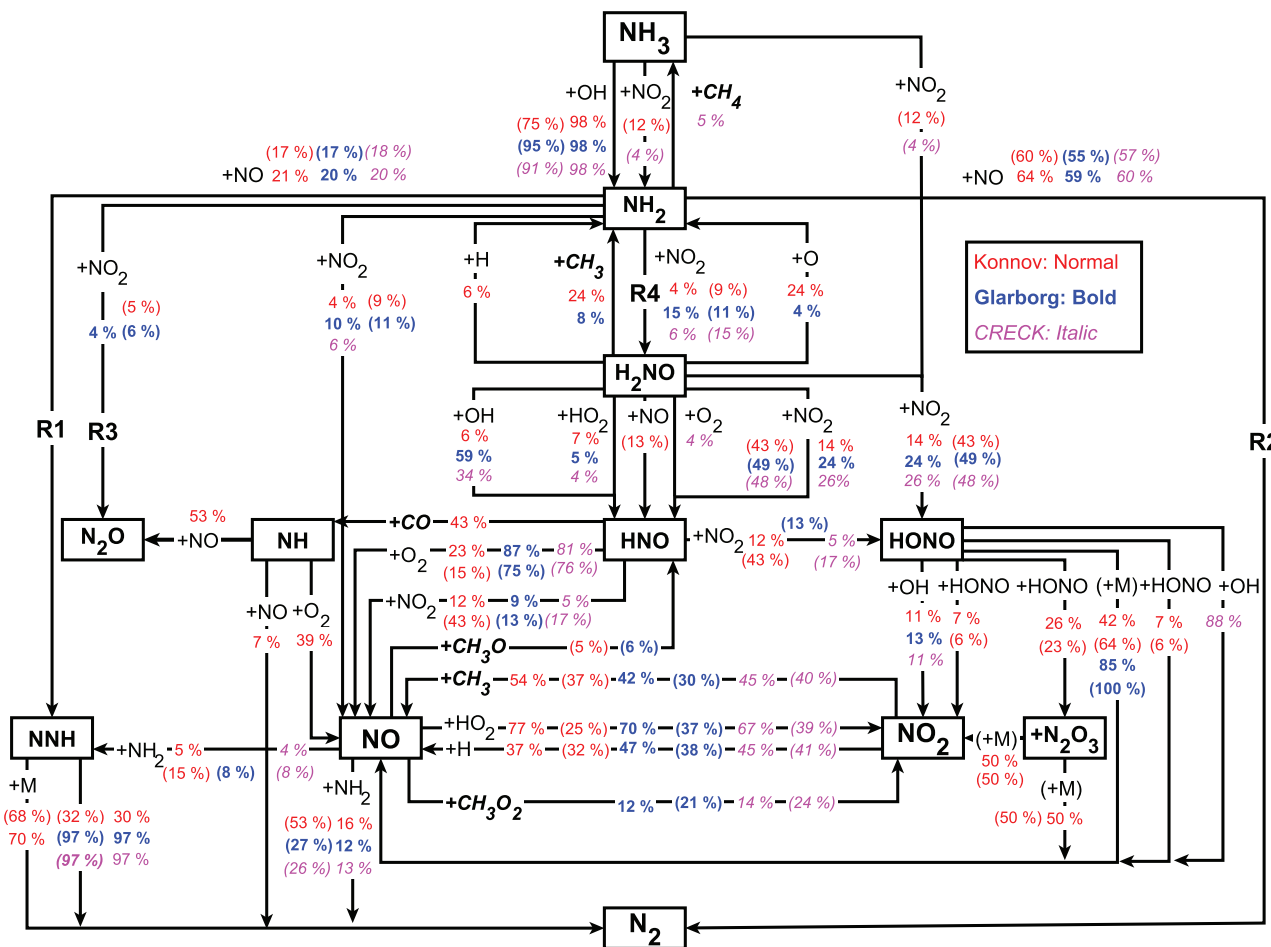 NH3
+OH +NO2 +CH4
(75 %) 98 % (12 %) 5 %
(95 %) 98 %
(4 %)
(91 %) 98 %
+NO2
(12 %)
(4 %)
(17 %) (17 %) (18 %)
+NO 21 % 20 % 20 %
(60 %) (55 %) (57 %)
+NO 64 % 59 % 60 %
NH2
+NO2
(5 %)
4 % (6 %)
+NO2
4 % (9 %)
10 % (11 %)
6 %
+H
6 %
+CH3
24 %
8 %
R4
+NO2
4 % (9 %)
15 % (11 %)
6 % (15 %)
+O
24 %
4 %
Konnov: Normal
Glarborg: Bold
CRECK: Italic
H2NO
R1
R3
R2
+OH
6 %
59 %
34 %
+HO2
7 %
5 %
4 %
+NO
(13 %)
+O2
4 %
+NO2
(43 %) 14 %
(49 %) 24 %
(48 %) 26%
+NO2
14 % (43 %)
24 % (49 %)
26 % (48 %)
N2O
53 %
+NO
NH
+CO 43 %
HNO
+NO2
(13 %)
12 % 5 %
(43 %) (17 %)
HONO
+O2 23 % 87 % 81 %
(15 %) (75 %) (76 %)
+NO2 12 % 9 % 5 %
(43 %) (13 %) (17 %)
+NO
7 %
+O2
39 %
+CH3O (5 %) (6 %)
+CH3 54 % (37 %) 42 % (30 %) 45 % (40 %)
+OH
11 %
13 %
11 %
+HONO
7 %
(6 %)
+HONO
26 %
(23 %)
(+M)
42 %
(64 %)
85 %
(100 %)
+HONO
7 %
(6 %)
+OH
88 %
NNH
+NH2 5 % 4 %
(15 %) (8 %) (8 %)
NO
+HO2 77 % (25 %) 70 % (37 %) 67 % (39 %)
+H 37 % (32 %) 47 % (38 %) 45 % (41 %)
NO2
(+M)
50 %
(50 %)
+N2O3
+M
(68 %) (32 %) 30 %
70 % (97 %) 97 %
(97 %) 97 %
+NH2
(53 %) 16 %
(27 %) 12 %
(26 %) 13 %
+CH3O2 12 % (21 %) 14 % (24 %)
(+M)
(50 %) 50 %
N2